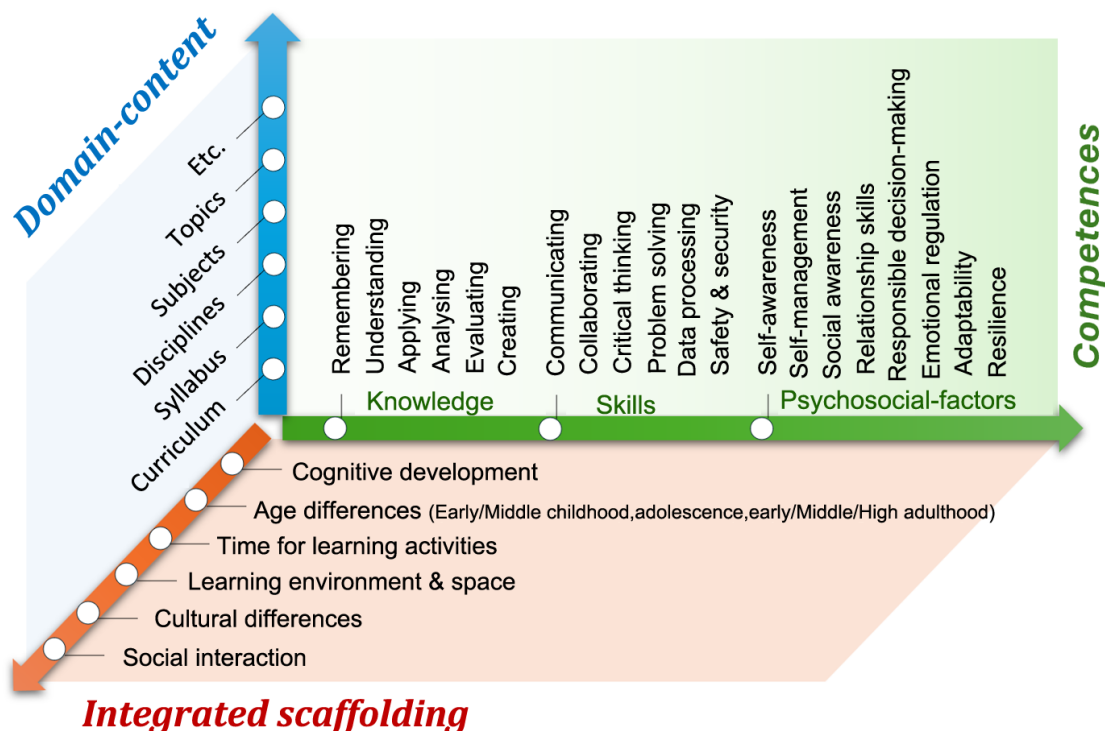 Domain-content
Etc.
Topics
Subjects
Disciplines
Syllabus
Curriculum
Remembering
Understanding
Applying
Analysing
Evaluating
Creating
Knowledge
Communicating
Collaborating
Critical thinking
Problem solving
Data processing
Safety & security
Skills
Self-awareness
Self-management
Social awareness
Relationship skills
Responsible decision-making
Emotional regulation
Adaptability
Resilience
Psychosocial-factors
Competences
Cognitive development
Age differences (Early/Middle childhood,adolescence,early/Middle/High adulthood)
Time for learning activities
Learning environment & space
Cultural differences
Social interaction
Integrated scaffolding